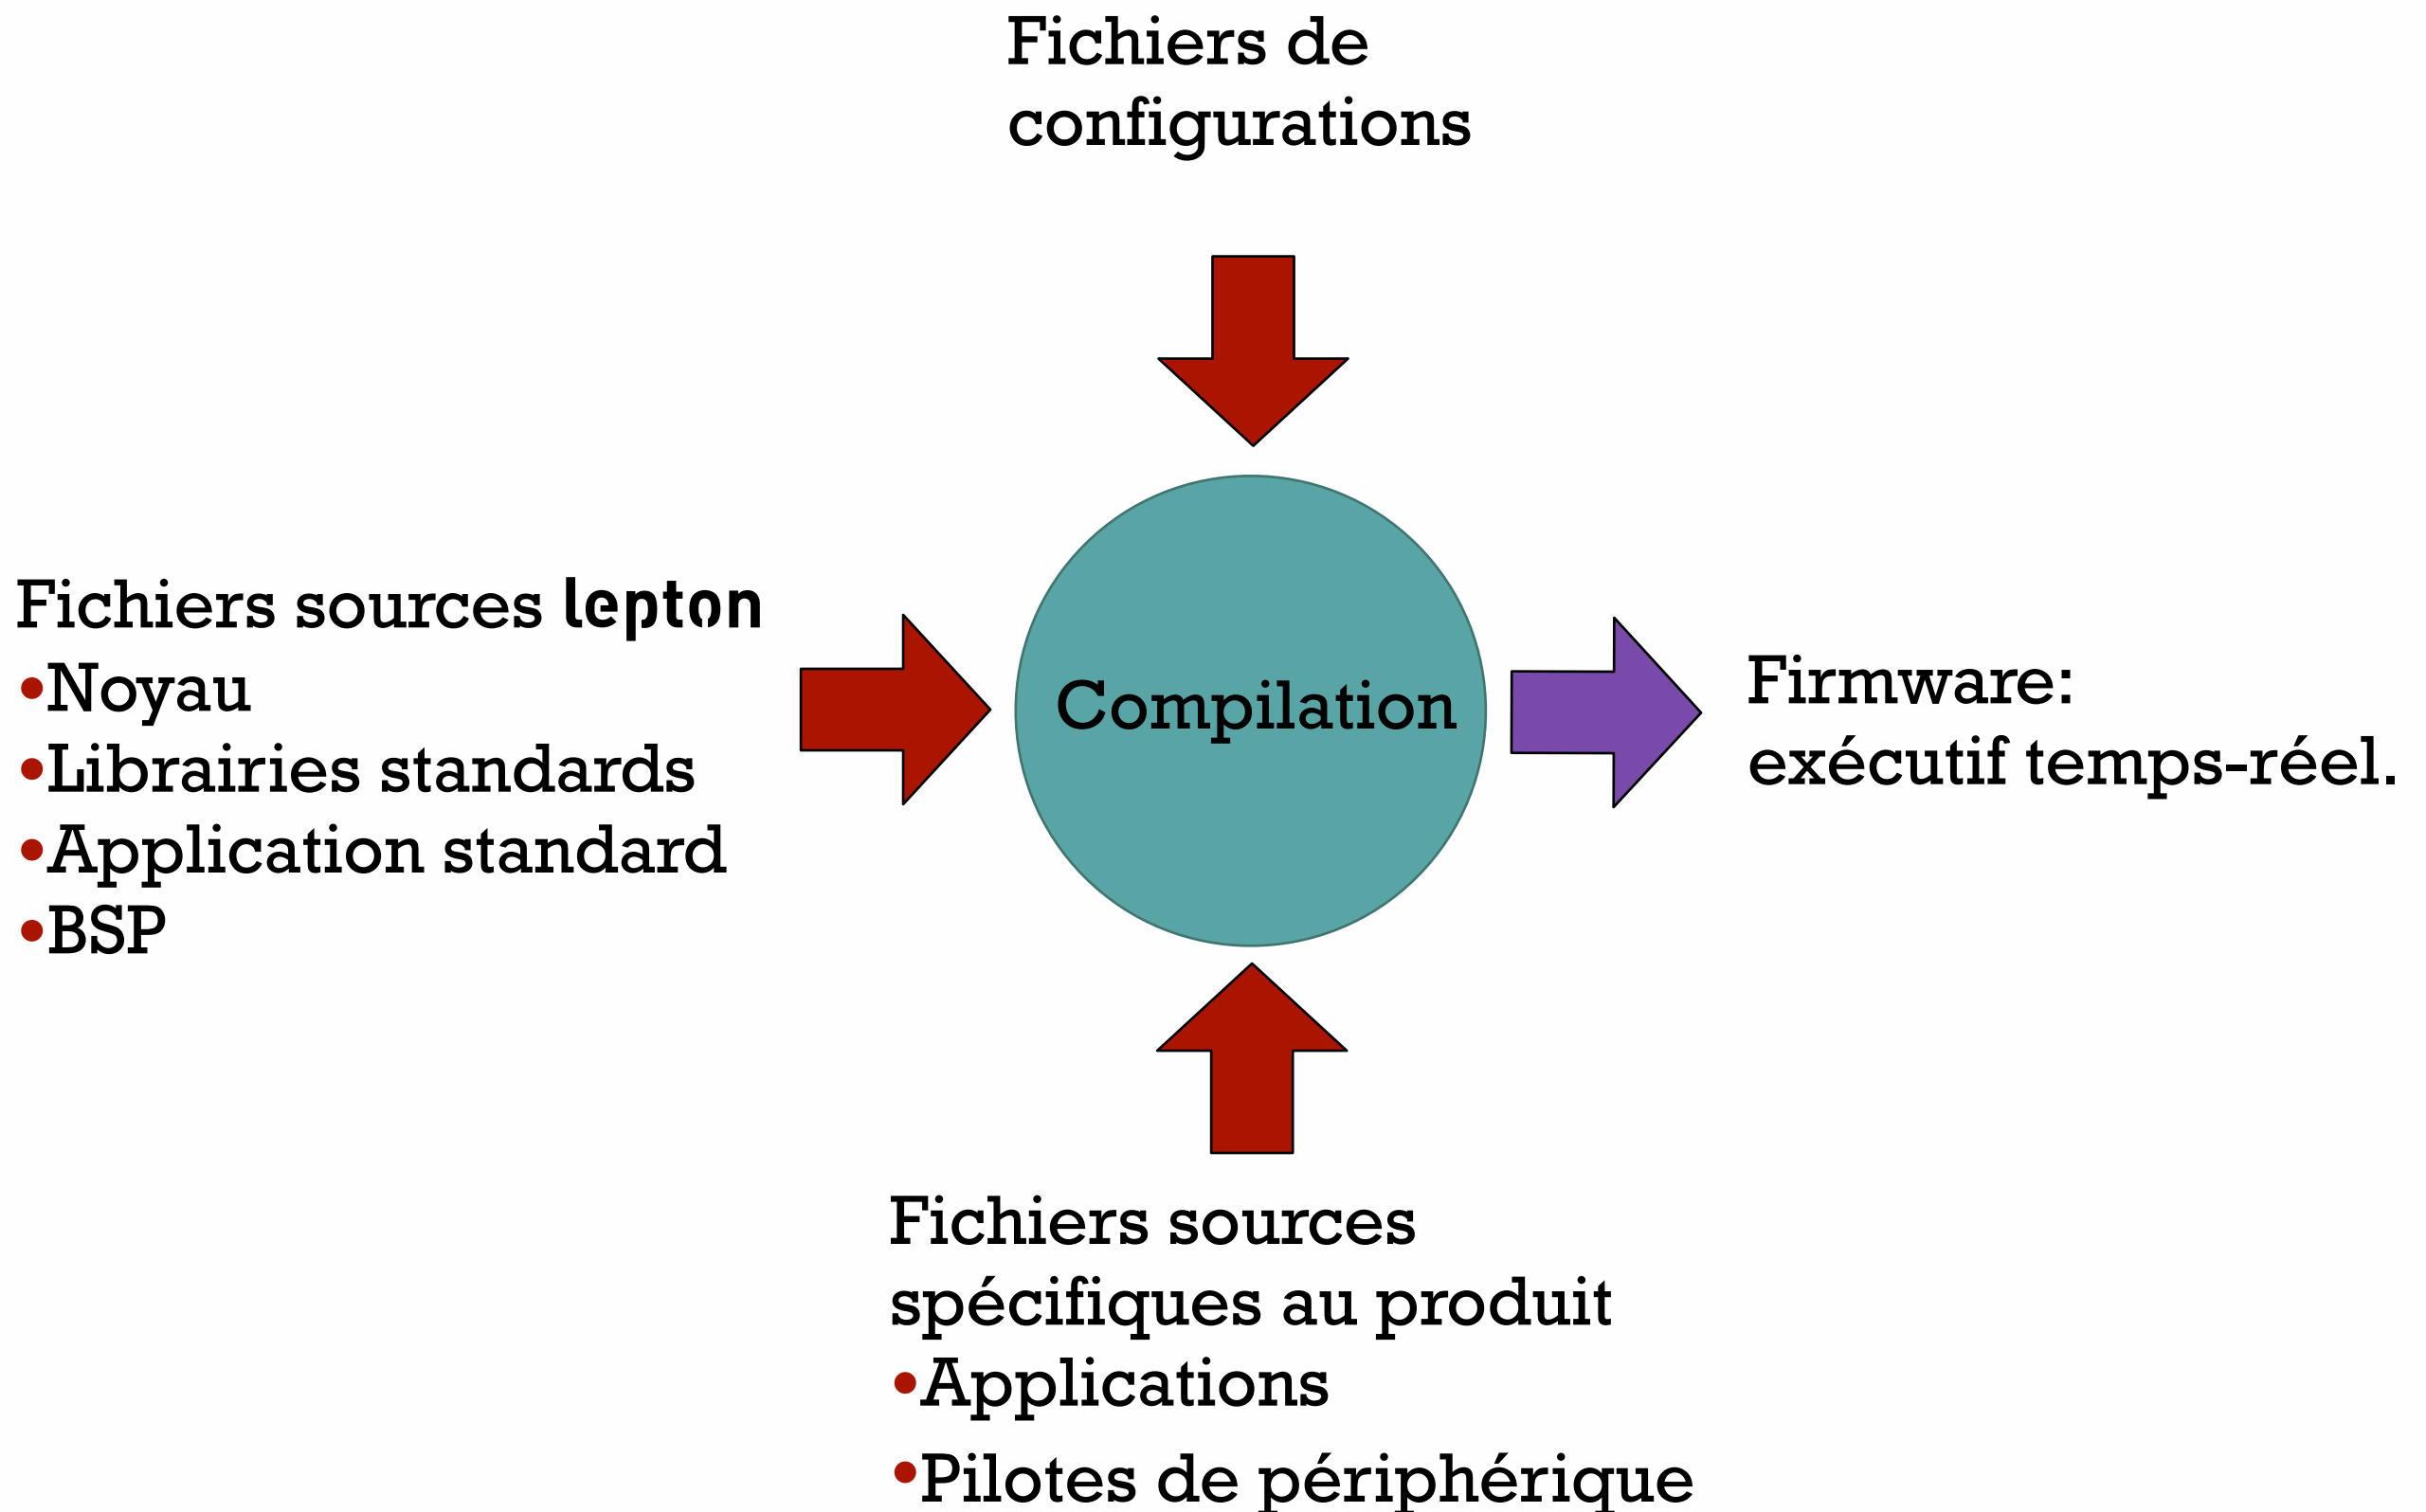 Fichiers de
configurations
Fichiers sources lepton
•Noyau
•Librairies standards
•Application standard
•BSP
Compilation
Firmware:
exécutif temps-réel.
Fichiers sources
spécifiques au produit
•Applications
•Pilotes de périphérique